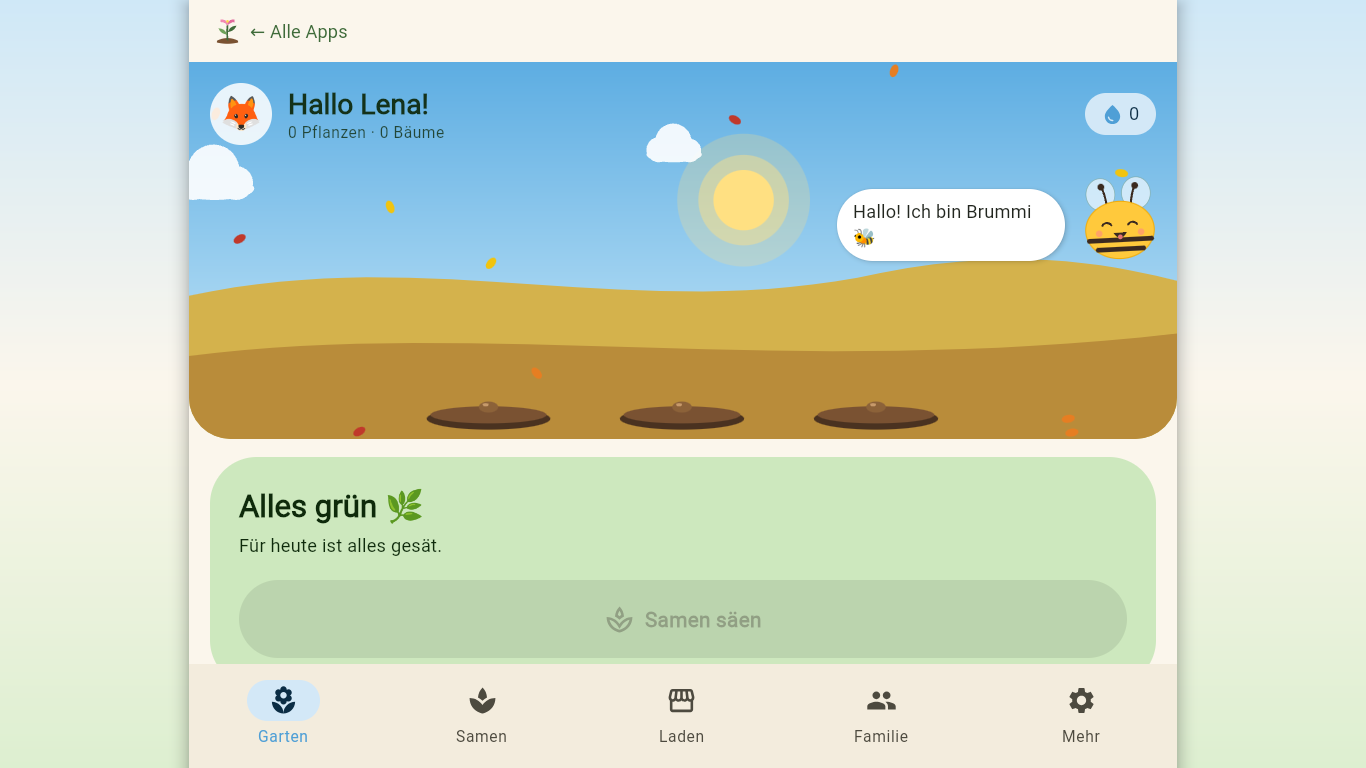 ← Alle Apps
Hallo Lena!
0 Pflanzen · 0 Bäume
0
Hallo! Ich bin Brummi
🐝
Alles grün 🌿
Für heute ist alles gesät.
Samen säen
Garten
Samen
Laden
Familie
Mehr